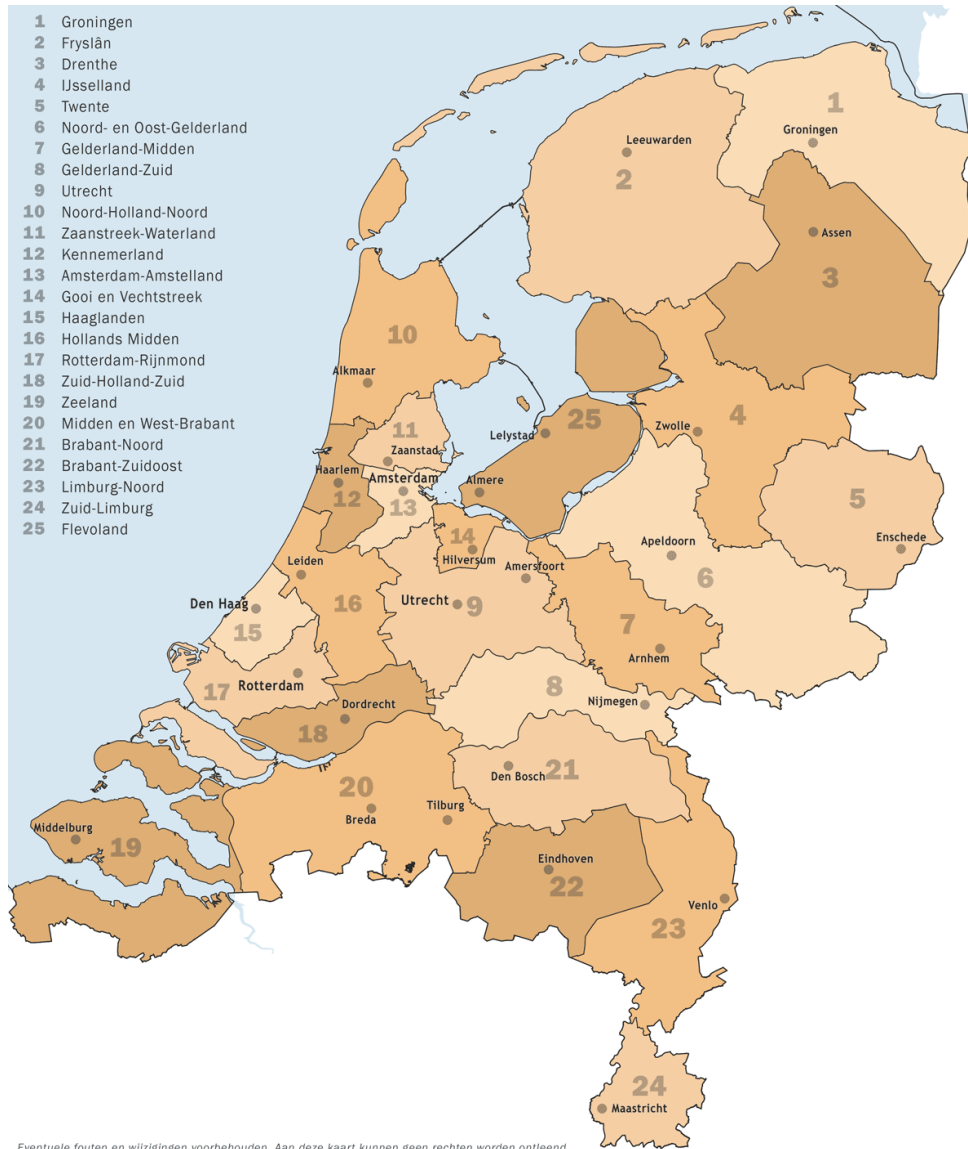 1 Groningen
2 Fryslân
3 Drenthe
4 IJsselland
5 Twente
6 Noord- en Oost-Gelderland
7 Gelderland-Midden
8 Gelderland-Zuid
9 Utrecht
10 Noord-Holland-Noord
11 Zaanstreek-Waterland
12 Kennemerland
13 Amsterdam-Amstelland
14 Gooi en Vechtstreek
15 Haaglanden
16 Hollands Midden
17 Rotterdam-Rijnmond
18 Zuid-Holland-Zuid
19 Zeeland
20 Midden en West-Brabant
21 Brabant-Noord
22 Brabant-Zuidoost
23 Limburg-Noord
24 Zuid-Limburg
25 Flevoland
1
Groningen
Leeuwarden
2
Assen
3
10
Alkmaar
4
25
11
Zwolle
Lelystad
Zaanstad
Haarlem
Amsterdam
Almere
12
13
5
14
Enschede
Apeldoorn
Hilversum
Leiden
Amersfoort
6
Den Haag
16
Utrecht
9
15
7
Arnhem
Rotterdam
17
8
Nijmegen
Dordrecht
18
Den Bosch
21
20
Tilburg
Breda
Middelburg
19
Eindhoven
22
Venlo
23
24
Maastricht
Eventuele fouten en wijzigingen voorbehouden. Aan deze kaart kunnen geen rechten worden ontleend